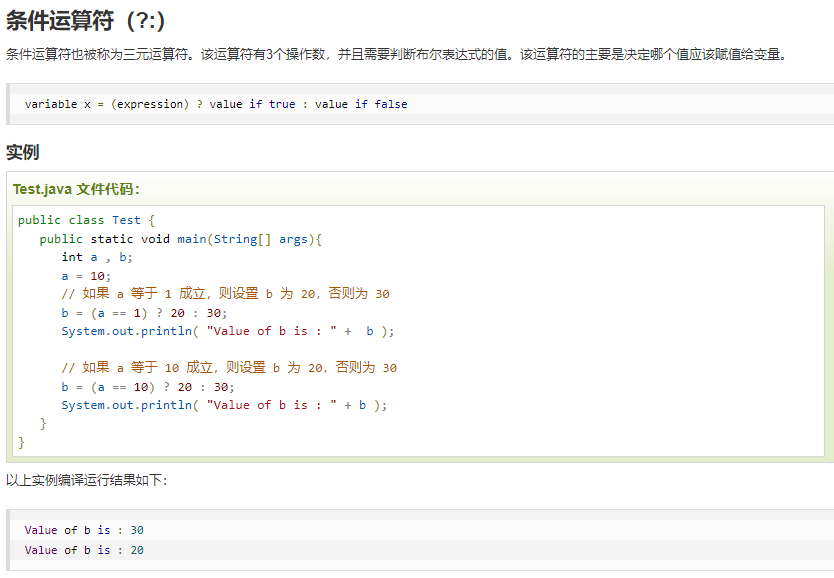 条件运算符（?:）
条件运算符也被称为三元运算符。该运算符有3个操作数，并且需要判断布尔表达式的值。该运算符的主要是决定哪个值应该赋值给变量。
variable x = (expression) ? value if true : value if false
实例
Test.java 文件代码：
public class Test {
   public static void main(String[] args){
      int a , b;
      a = 10;
      // 如果 a 等于 1 成立，则设置 b 为 20，否则为 30
      b = (a == 1) ? 20 : 30;
      System.out.println( "Value of b is : " +  b );
      // 如果 a 等于 10 成立，则设置 b 为 20，否则为 30
      b = (a == 10) ? 20 : 30;
      System.out.println( "Value of b is : " + b );
   }
}
以上实例编译运行结果如下：
Value of b is : 30
Value of b is : 20